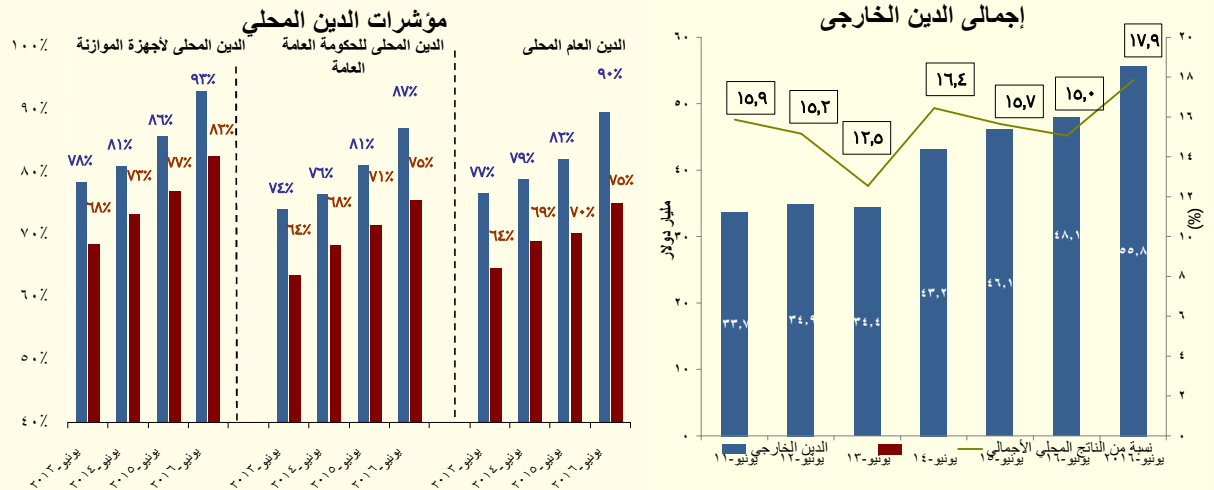 إجمالى الدين الخارجى
٦٠
٥٠
٤٠
٣٠
٢٠
١٠
٠
مليار دولار
٢٠
١٨
١٦
١٤
١٢
١٠
٨
٦
٤
٢
٠
(%)
١٥,٩
١٥,٢
١٢,٥
١٦,٤
١٥,٧
١٥,٠
١٧,٩
٣٣,٧
٣٤,٩
٣٤,٤
٤٣,٢
٤٦,١
٤٨,١
٥٥,٨
يونيو-١١
يونيو-١٢
يونيو-١٣
يونيو-١٤
يونيو-١٥
يونيو-١٦
يونيو-٢٠١٦
الدين الخارجي
نسبة من الناتج المحلي الأجمالي
مؤشرات الدين المحلي
١٠٠٪
٩٠٪
٨٠٪
٧٠٪
٦٠٪
٥٠٪
٤٠٪
الدين العام المحلى
٧٧٪
٧٩٪
٨٢٪
٩٠٪
٦٤٪
٦٩٪
٧٠٪
٧٥٪
يونيو-٢٠١٣
يونيو-٢٠١٤
يونيو-٢٠١٥
يونيو-٢٠١٦
الدين المحلى للحكومة العامة
العامة
٧٤٪
٧٦٪
٨١٪
٨٧٪
٦٤٪
٦٨٪
٧١٪
٧٥٪
يونيو-٢٠١٣
يونيو-٢٠١٤
يونيو-٢٠١٥
يونيو-٢٠١٦
الدين المحلى لأجهزة الموازنة
٧٨٪
٨١٪
٨٦٪
٩٣٪
٦٨٪
٧٣٪
٧٧٪
٨٢٪
يونيو-٢٠١٣
يونيو-٢٠١٤
يونيو-٢٠١٥
يونيو-٢٠١٦